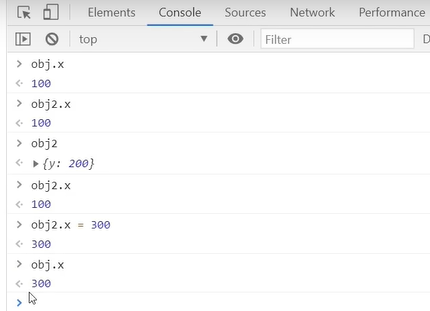 Elements Console Sources Network Performance
top Filter D
> obj.x
< 100
> obj2.x
< 100
> obj2
< ▶ {y: 200}
> obj2.x
< 100
> obj2.x = 300
< 300
> obj.x
< 300
>